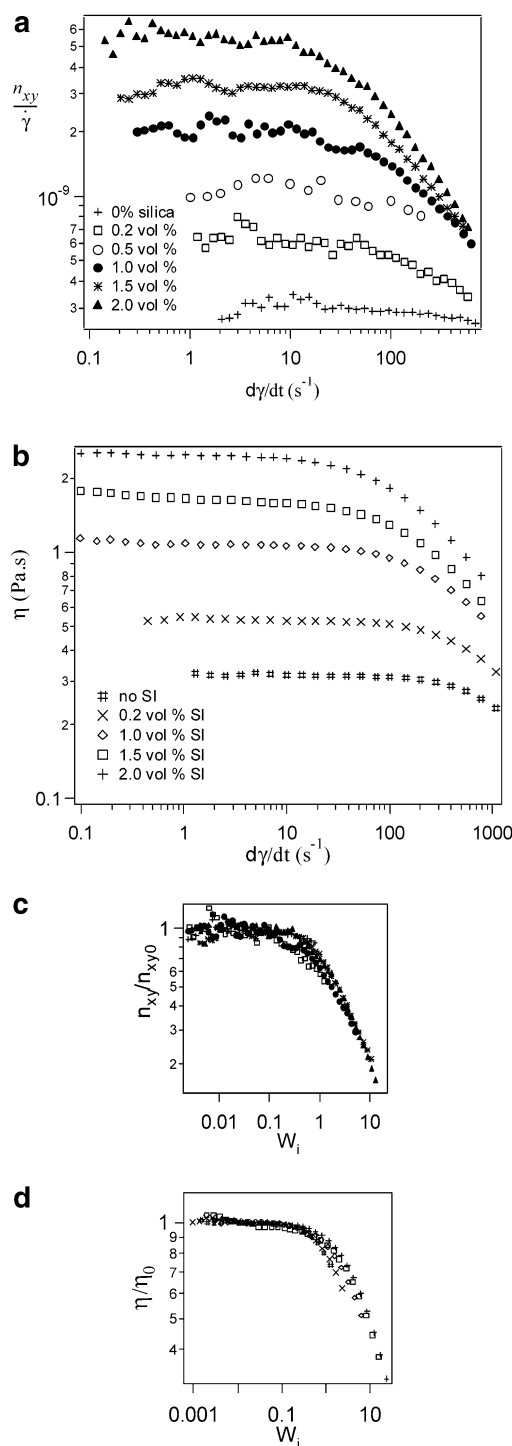 a
n_xy
γ̇
6
5
4
3
2
10⁻⁹
8
7
6
5
4
3
+ 0% silica
□ 0.2 vol %
○ 0.5 vol %
● 1.0 vol %
✳ 1.5 vol %
▲ 2.0 vol %
0.1 1 10 100
dγ/dt (s⁻¹)
b
η (Pa.s)
2
1
8
7
6
5
4
3
2
0.1
# no SI
× 0.2 vol % SI
◇ 1.0 vol % SI
□ 1.5 vol % SI
+ 2.0 vol % SI
0.1 1 10 100 1000
dγ/dt (s⁻¹)
c
n_xy/n_xy0
1
8
6
5
4
3
2
0.01 0.1 1 10
W_i
d
η/η₀
1
9
8
7
6
5
4
0.001 0.1 10
W_i